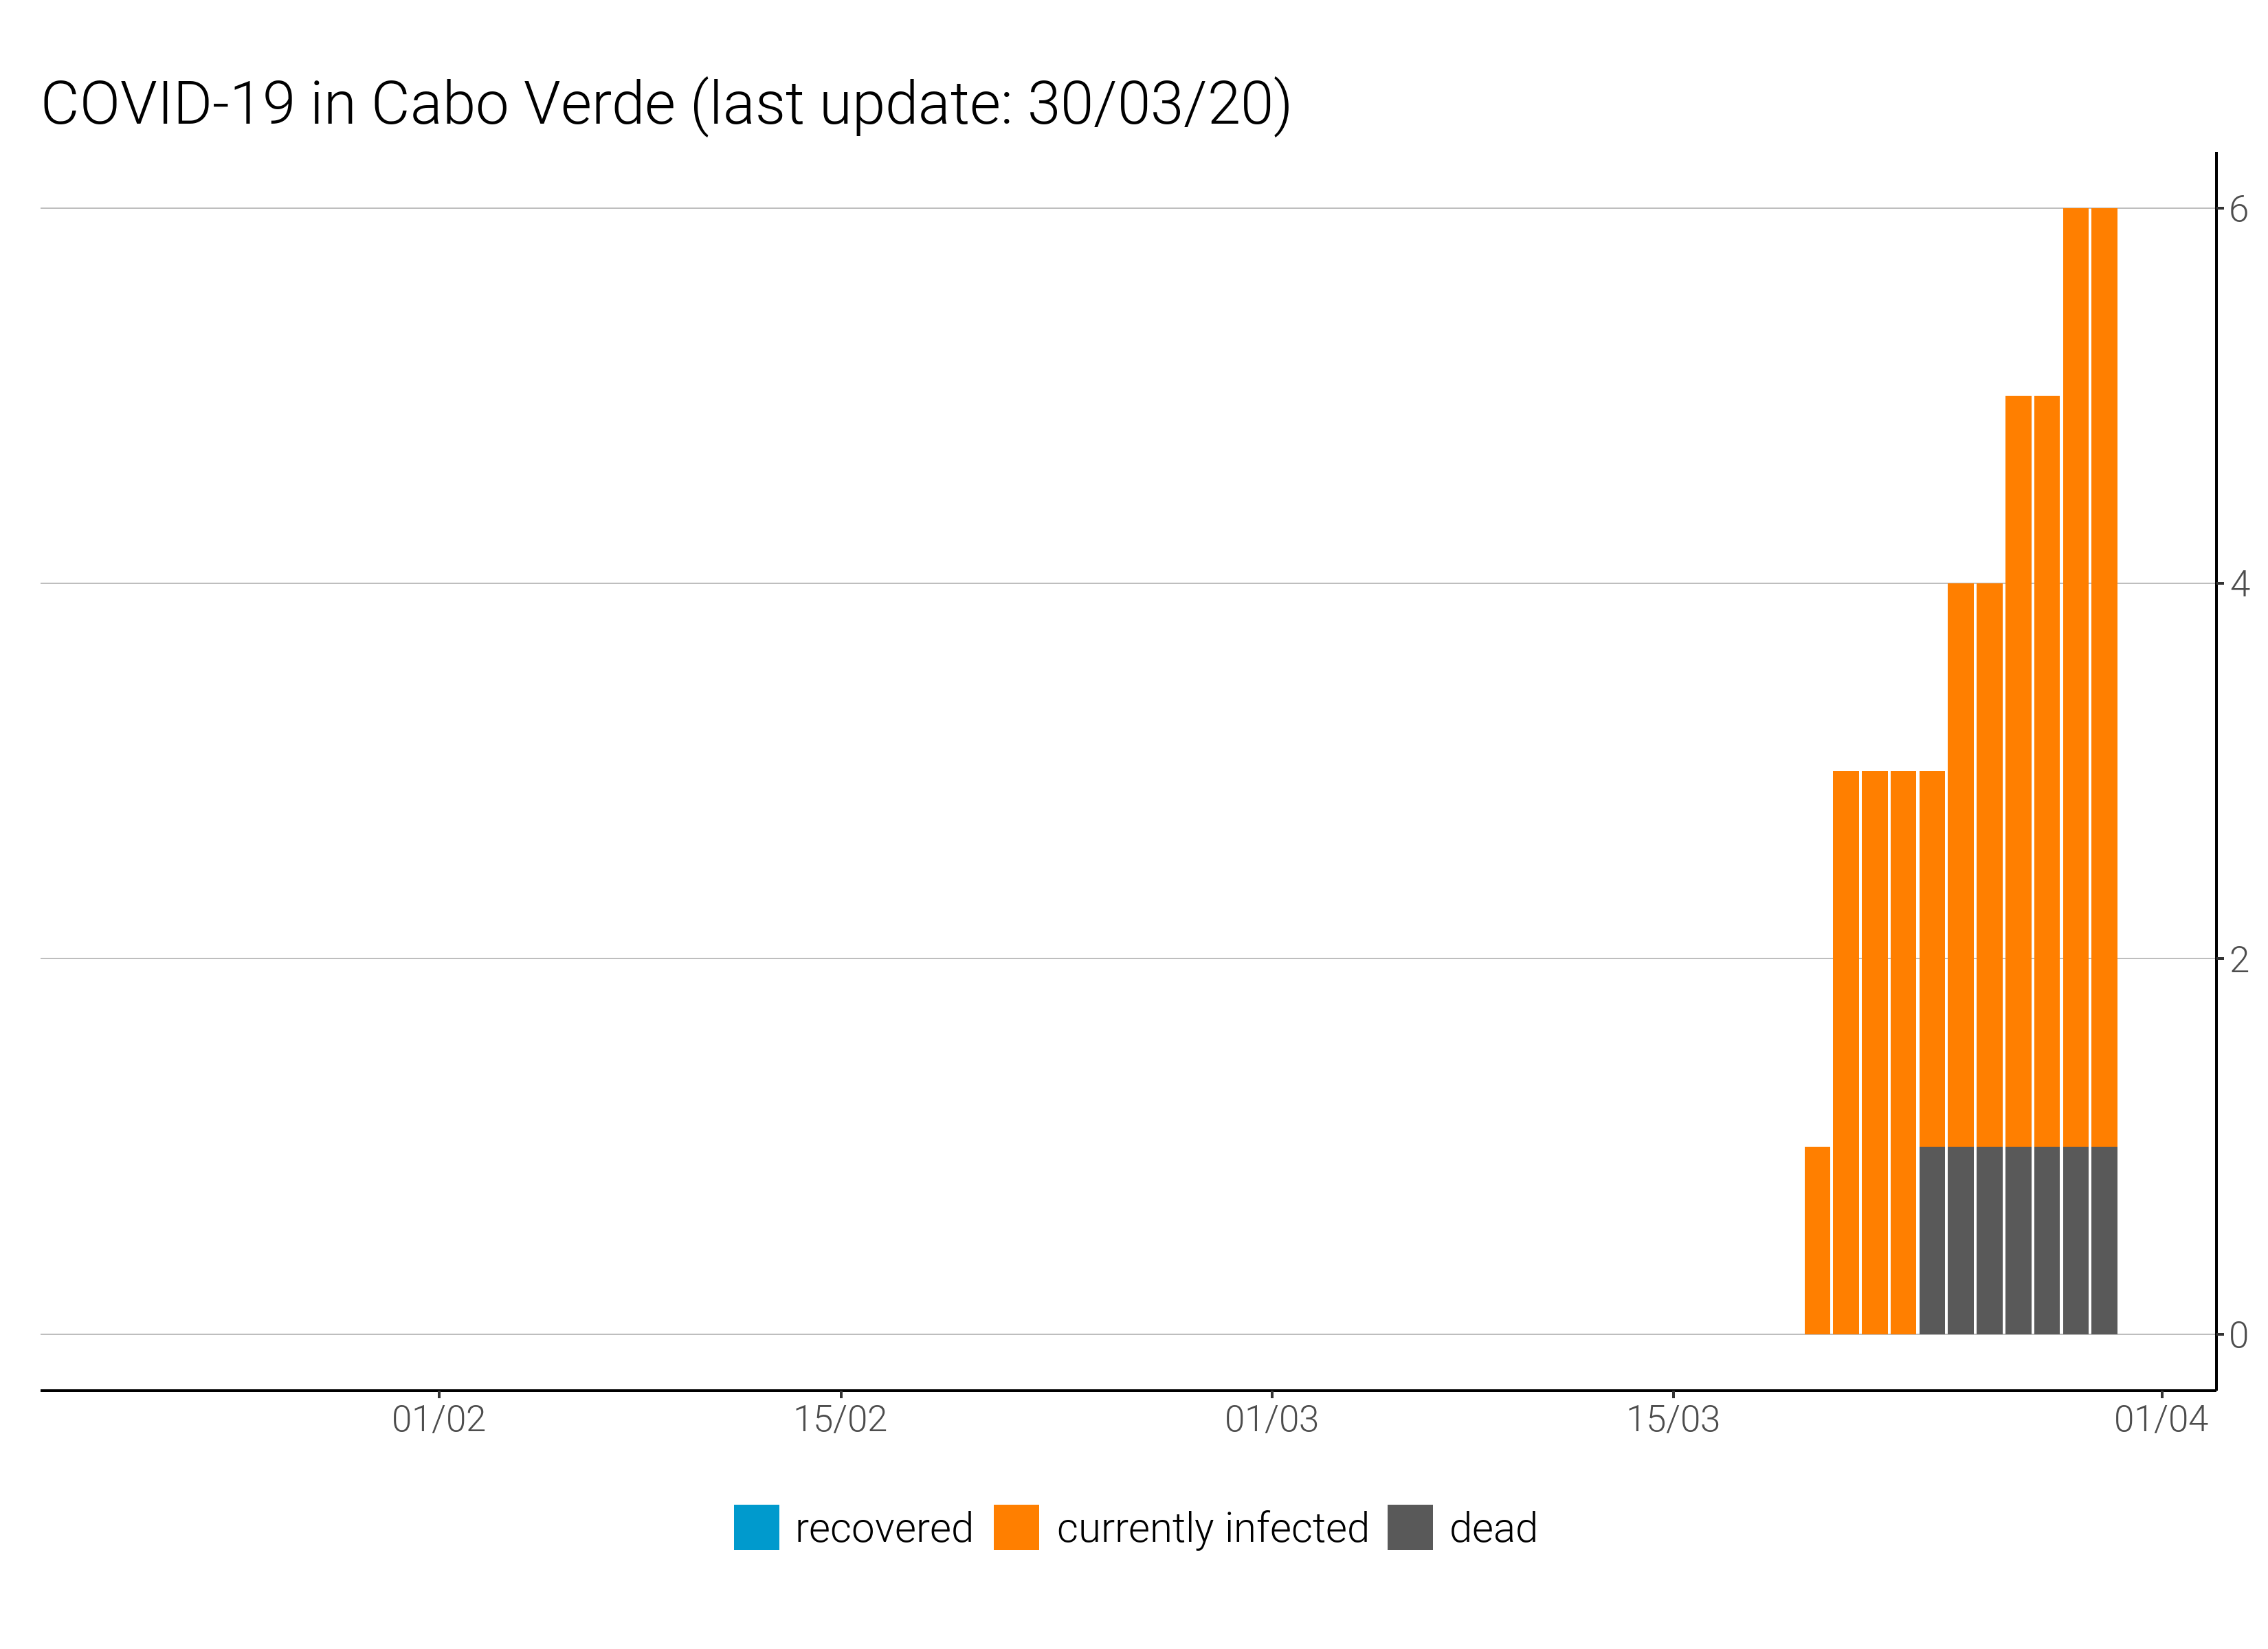 COVID-19 in Cabo Verde (last update: 30/03/20)
6
4
2
0
01/02 15/02 01/03 15/03 01/04
recovered currently infected dead